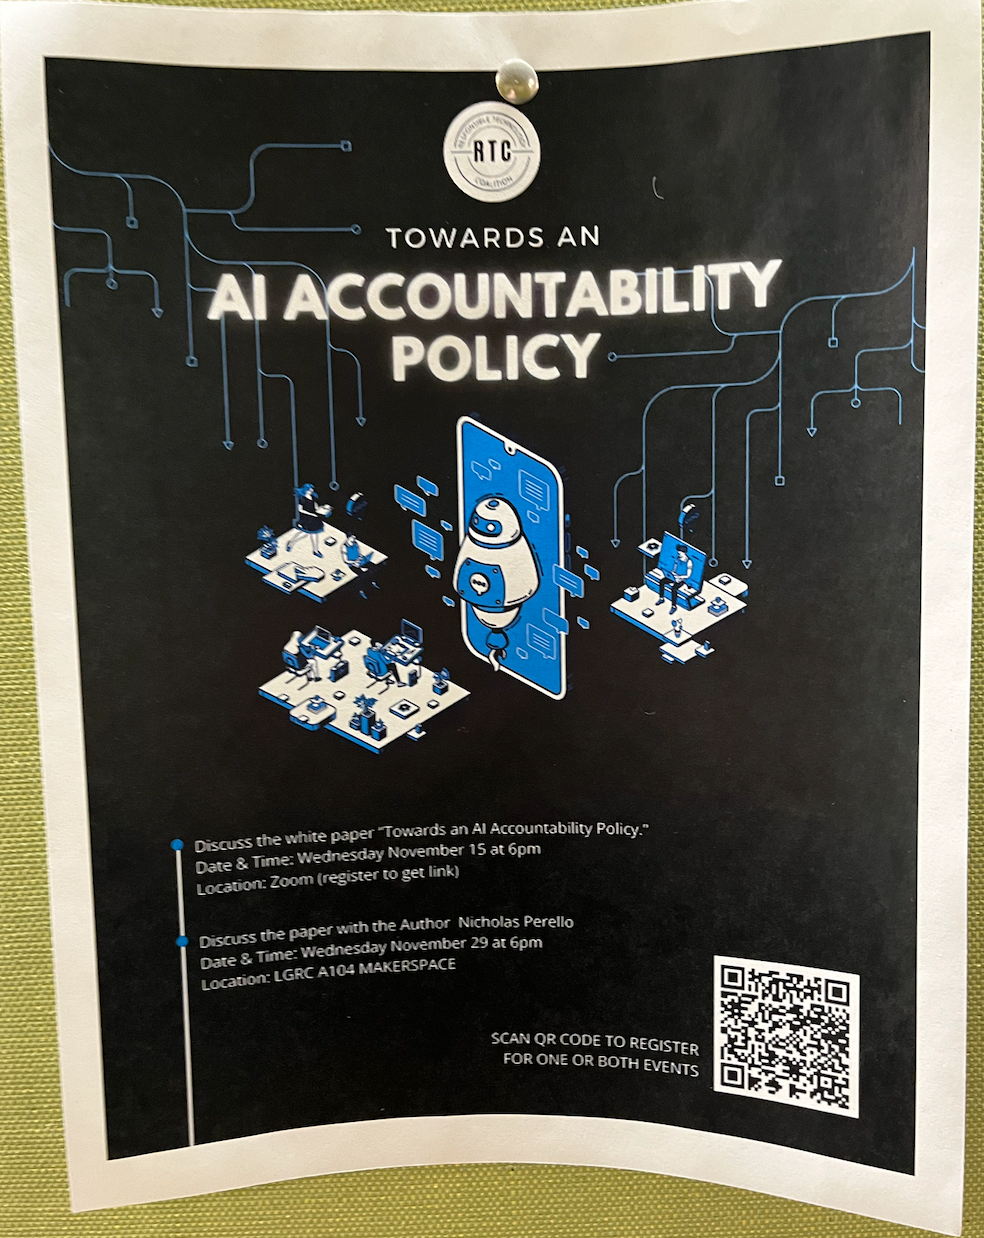 RESPONSIBLE TECHNOLOGY
RTC
COALITION
TOWARDS AN
AI ACCOUNTABILITY
POLICY
Discuss the white paper "Towards an AI Accountability Policy."
Date & Time: Wednesday November 15 at 6pm
Location: Zoom (register to get link)
Discuss the paper with the Author Nicholas Perello
Date & Time: Wednesday November 29 at 6pm
Location: LGRC A104 MAKERSPACE
SCAN QR CODE TO REGISTER
FOR ONE OR BOTH EVENTS